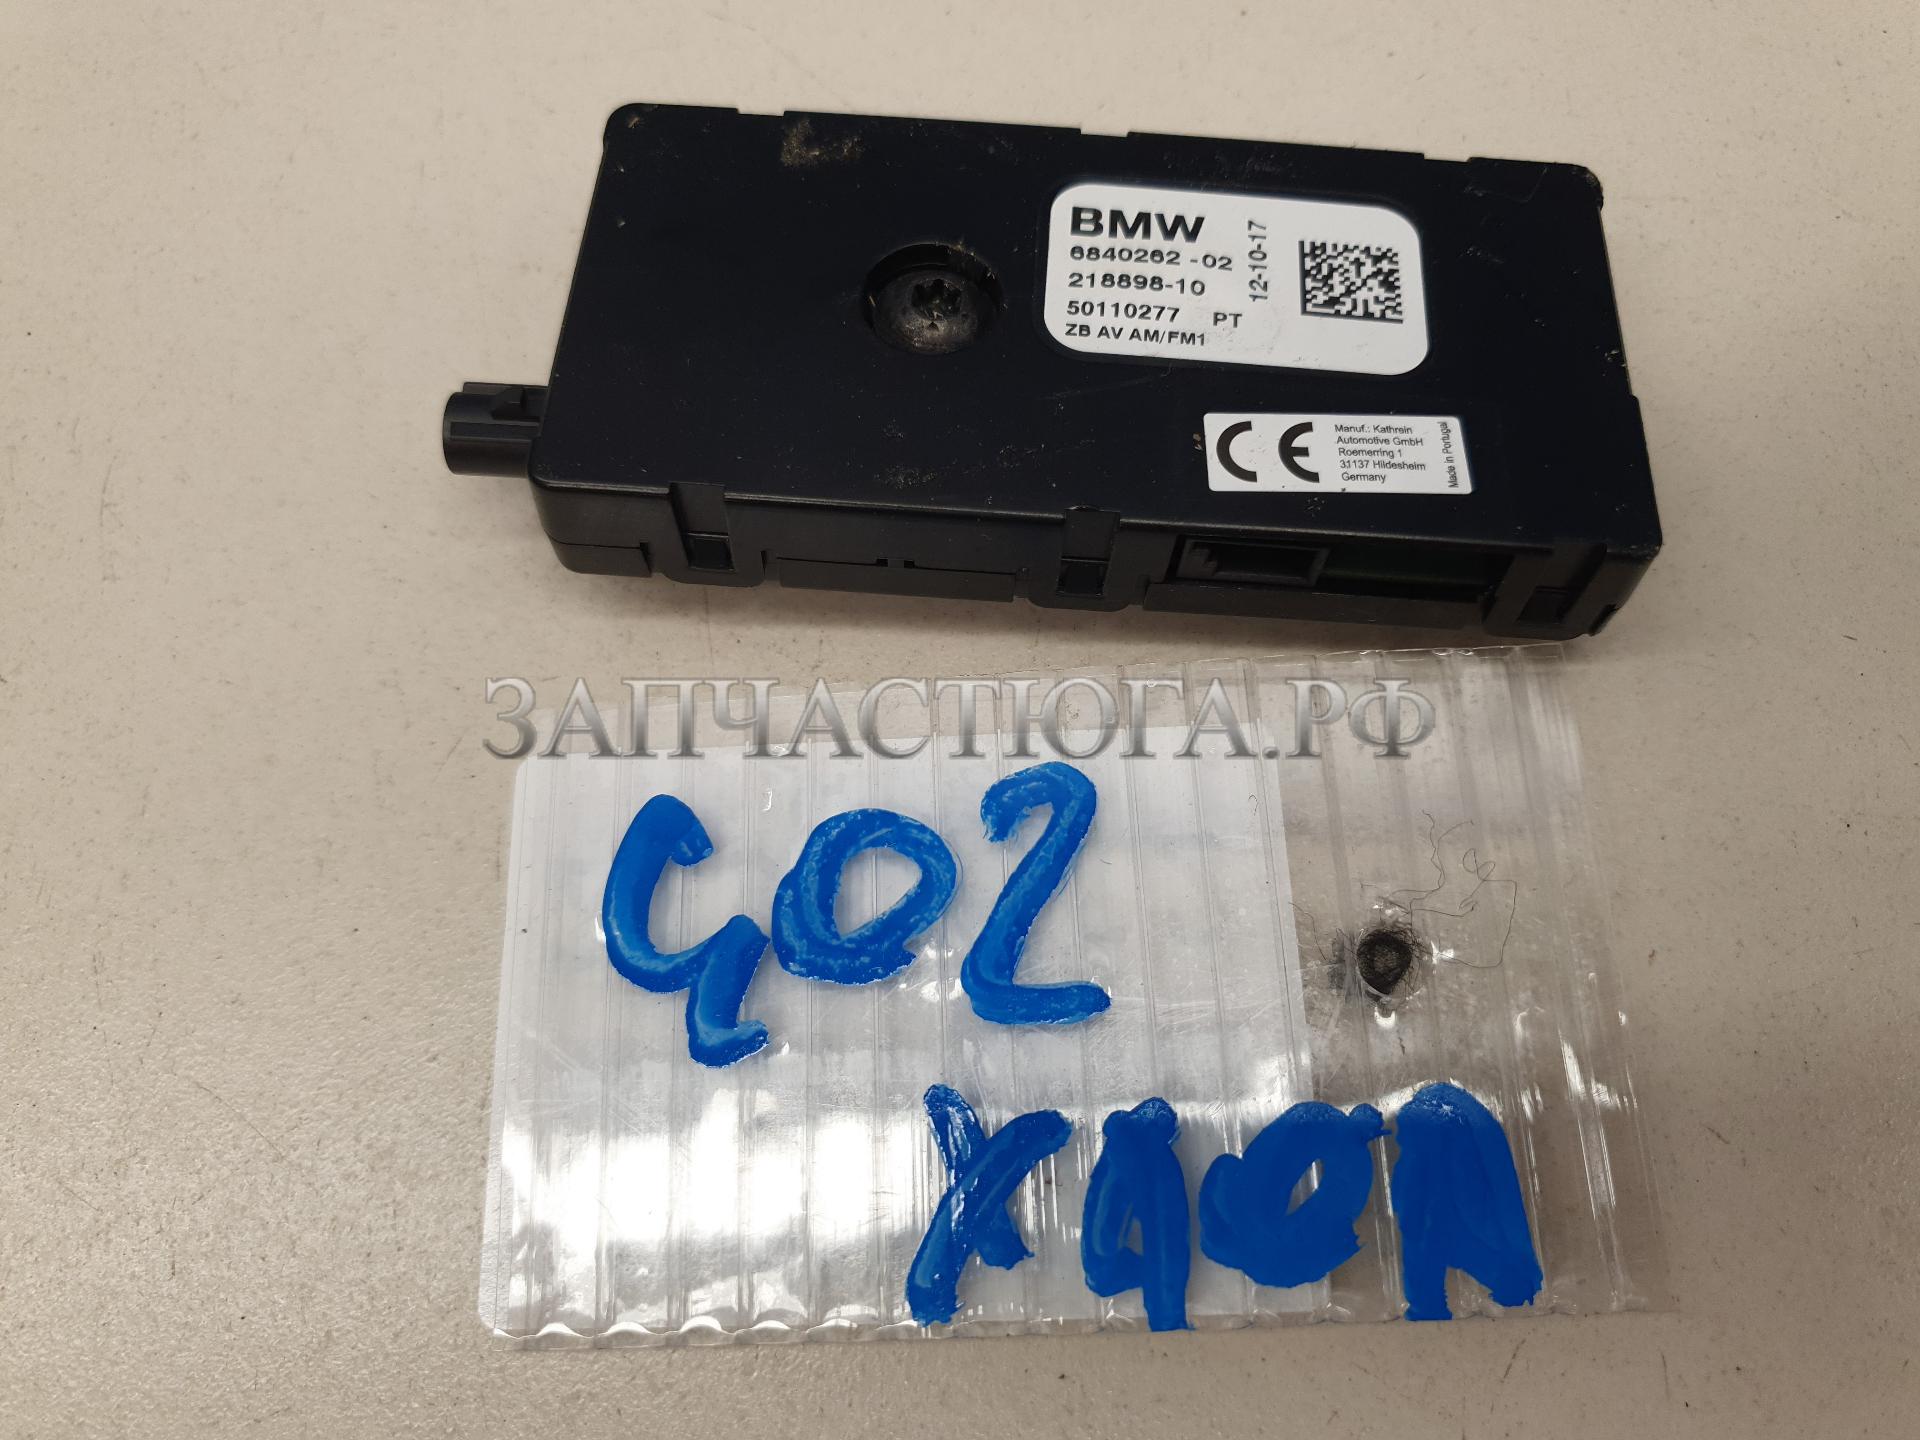 BMW
6840262-02
218898-10
50110277 PT
ZB AV AM/FM1
12-10-17
CE
Manuf.: Kathrein
Automotive GmbH
Roemerring 1
31137 Hildesheim
Germany
Made in Portugal
ЗАПЧАСТЮГА.РФ
G02